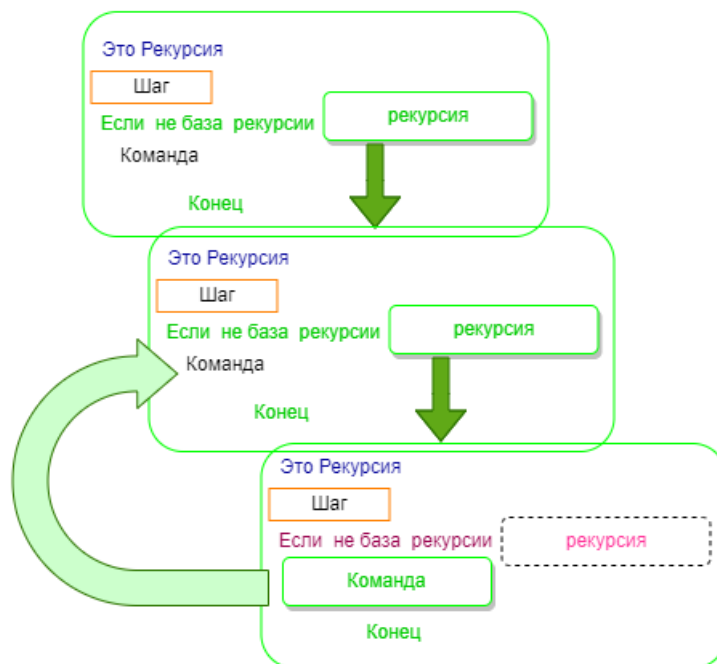 Это Рекурсия
Шаг
Если не база рекурсии рекурсия
Команда
Конец
Это Рекурсия
Шаг
Если не база рекурсии рекурсия
Команда
Конец
Это Рекурсия
Шаг
Если не база рекурсии рекурсия
Команда
Конец